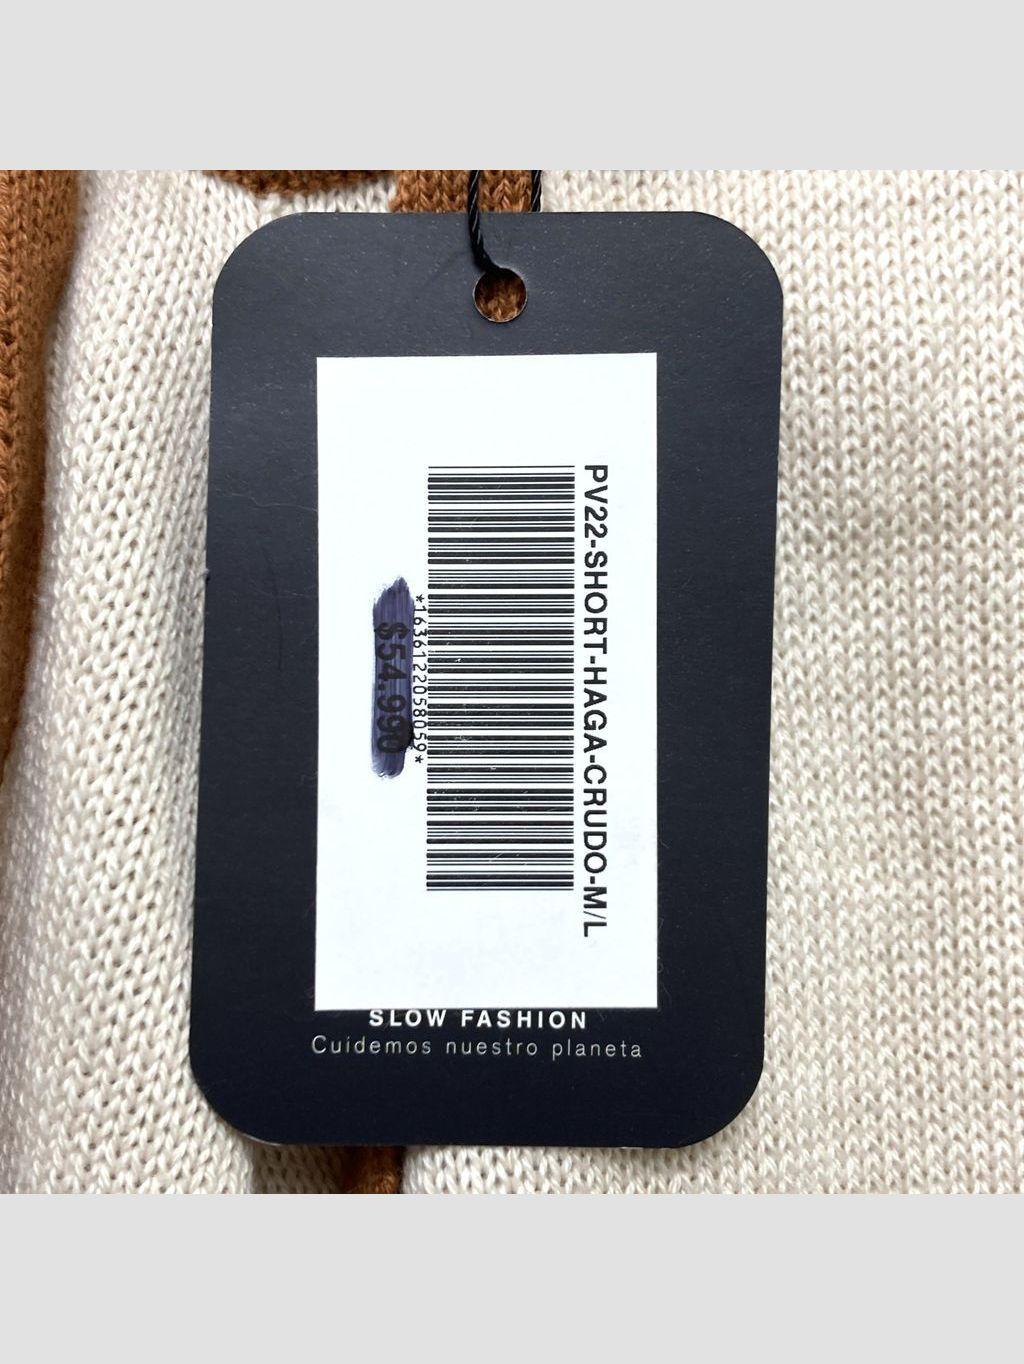 PV22-SHORT-HAGA-CRUDO-M/L
*1636122058059*
$54.990
SLOW FASHION
Cuidemos nuestro planeta